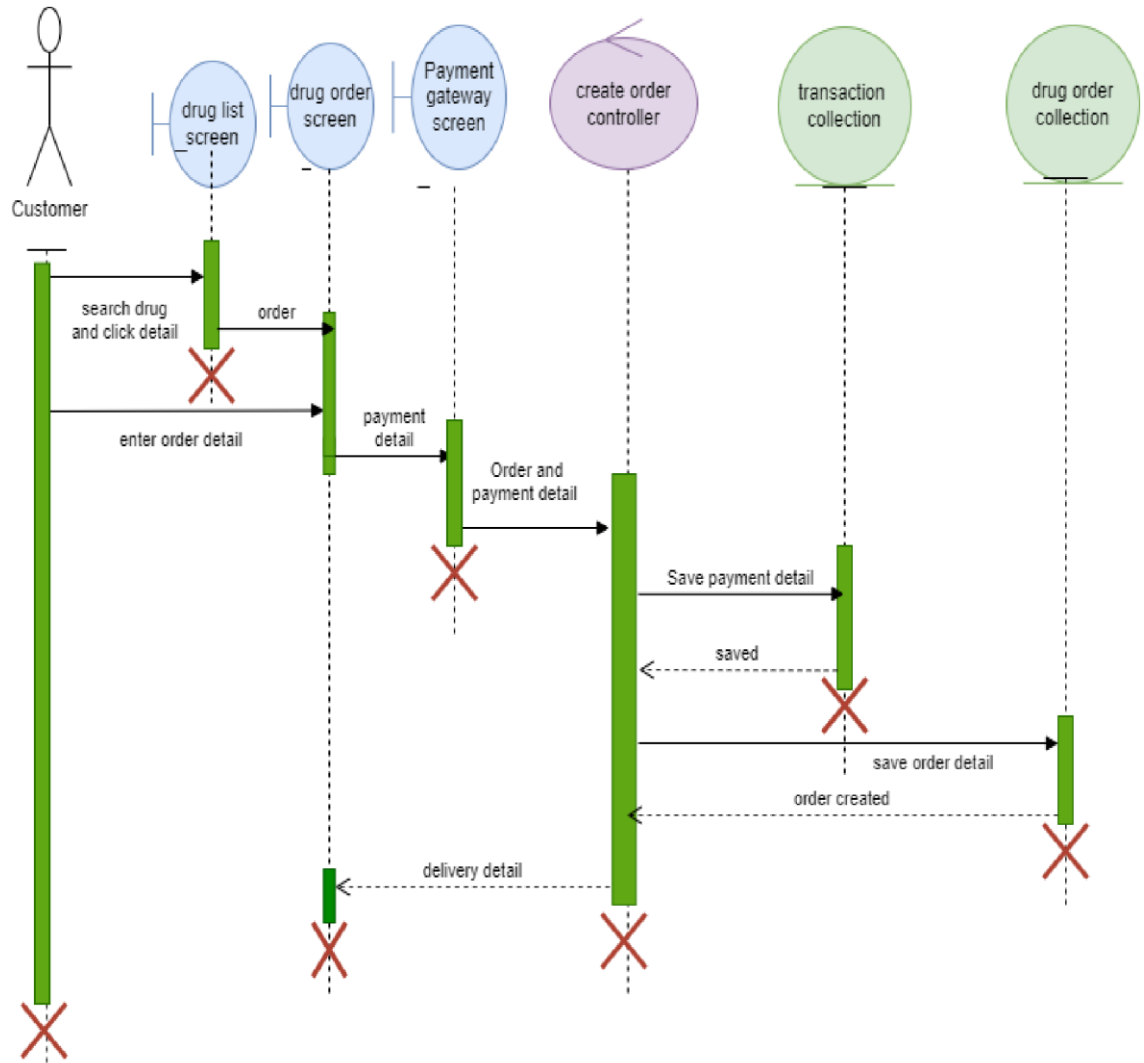 drug list
screen
drug order
screen
Payment
gateway
screen
create order
controller
transaction
collection
drug order
collection
Customer
search drug
and click detail
order
enter order detail
payment
detail
Order and
payment detail
Save payment detail
saved
save order detail
order created
delivery detail